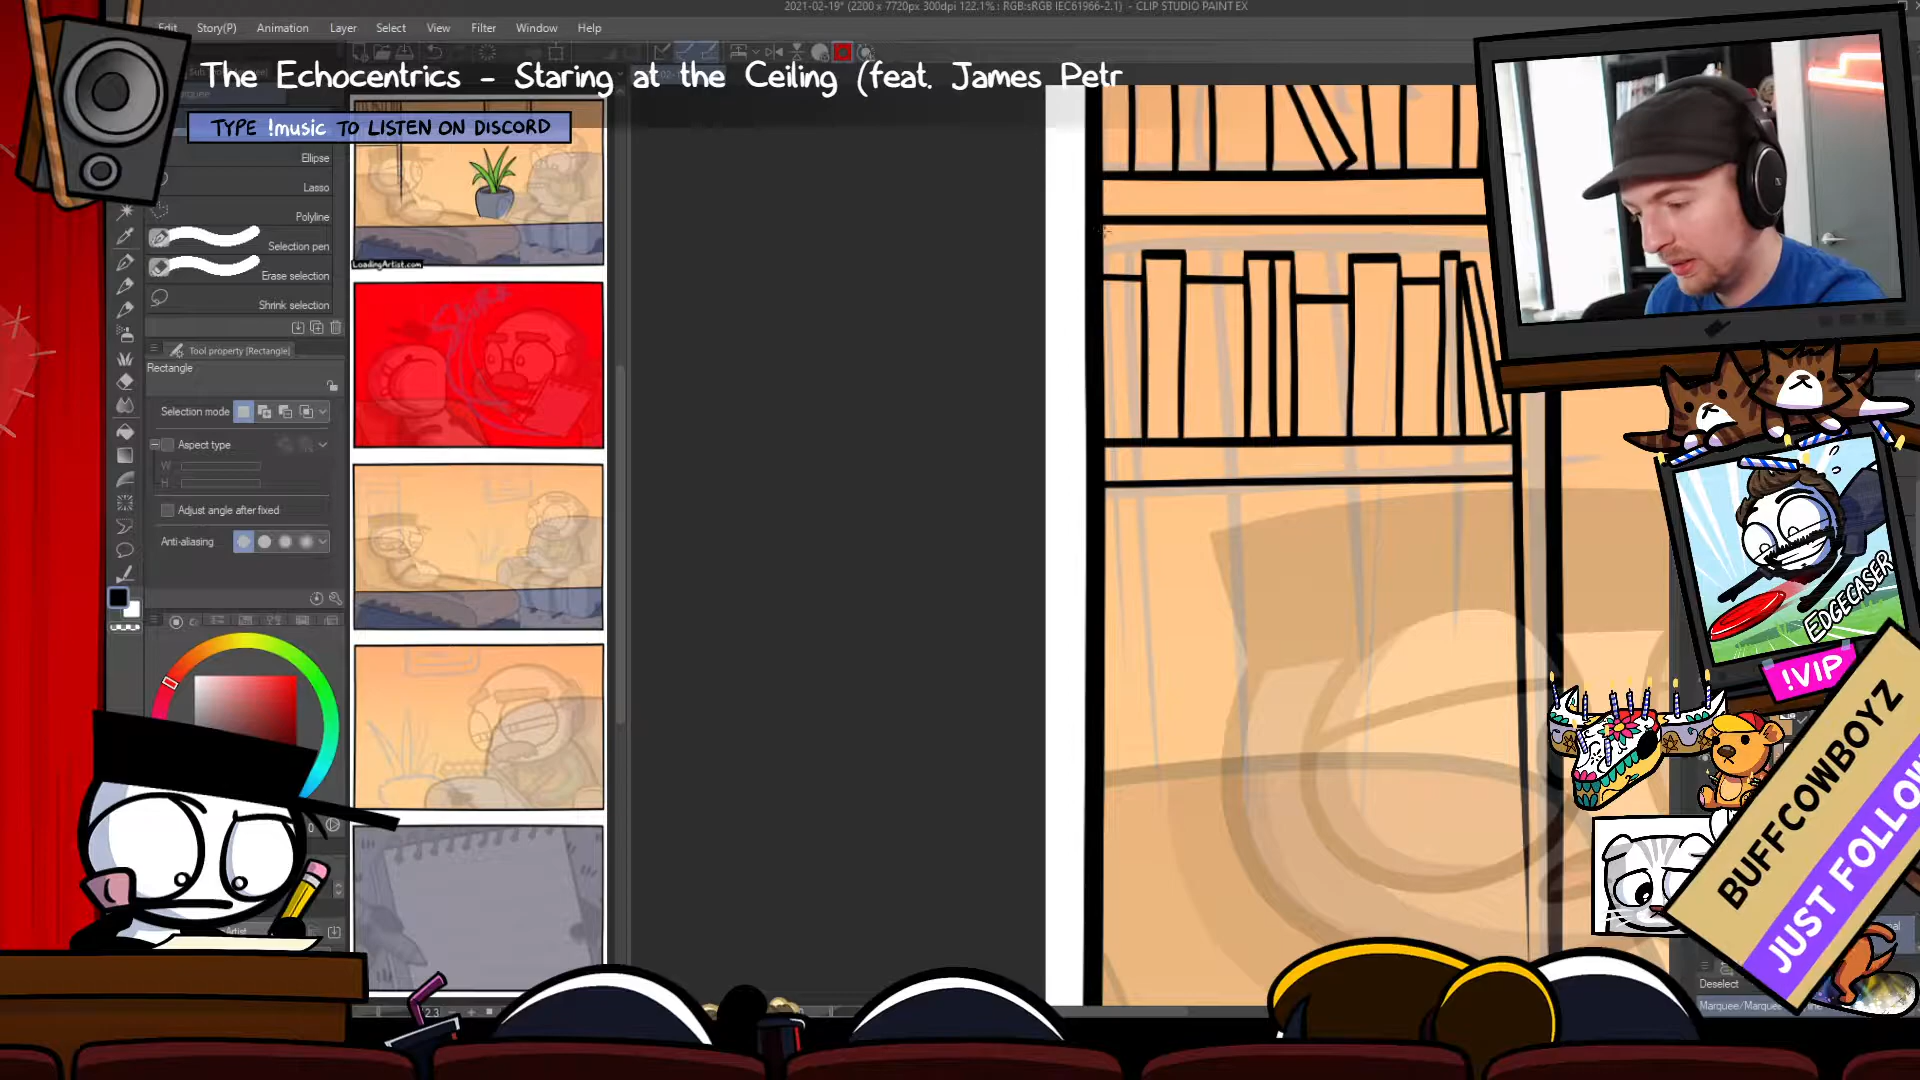 2021-02-19* (2200 x 7720px 300dpi 122.1% : RGB:sRGB IEC61966-2.1) - CLIP STUDIO PAINT EX
Edit Story(P) Animation Layer Select View Filter Window Help
The Echocentrics - Staring at the Ceiling (feat. James Petr
TYPE !music TO LISTEN ON DISCORD
Ellipse
Lasso
Polyline
Selection pen
Erase selection
Shrink selection
Tool property [Rectangle]
Rectangle
Selection mode
Aspect type
W
H
Adjust angle after fixed
Anti-aliasing
LoadingArtist.com
EDGECASER
!VIP
BUFFCOWBOYZ
JUST FOLLOW
Deselect